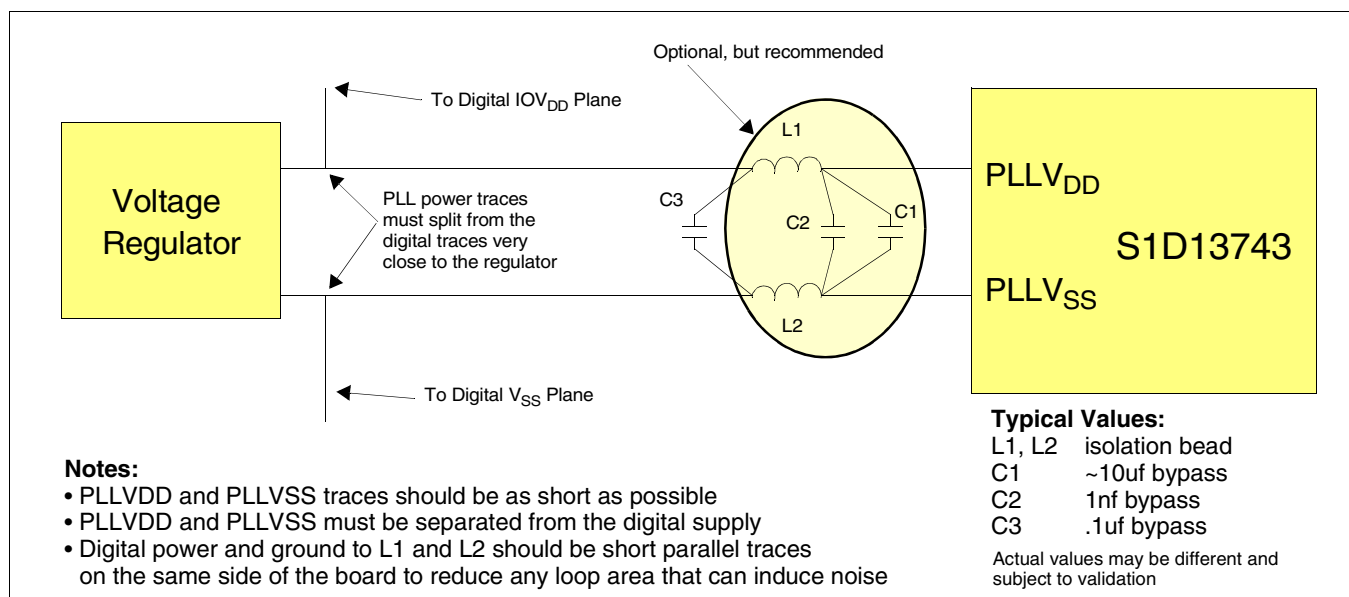 Optional, but recommended
To Digital IOVDD Plane
L1
Voltage
Regulator
PLL power traces
must split from the
digital traces very
close to the regulator
C3
C2
C1
PLLVDD
S1D13743
PLLVSS
L2
To Digital VSS Plane
Typical Values:
L1, L2 isolation bead
C1 ~10uf bypass
C2 1nf bypass
C3 .1uf bypass
Actual values may be different and
subject to validation
Notes:
• PLLVDD and PLLVSS traces should be as short as possible
• PLLVDD and PLLVSS must be separated from the digital supply
• Digital power and ground to L1 and L2 should be short parallel traces
on the same side of the board to reduce any loop area that can induce noise